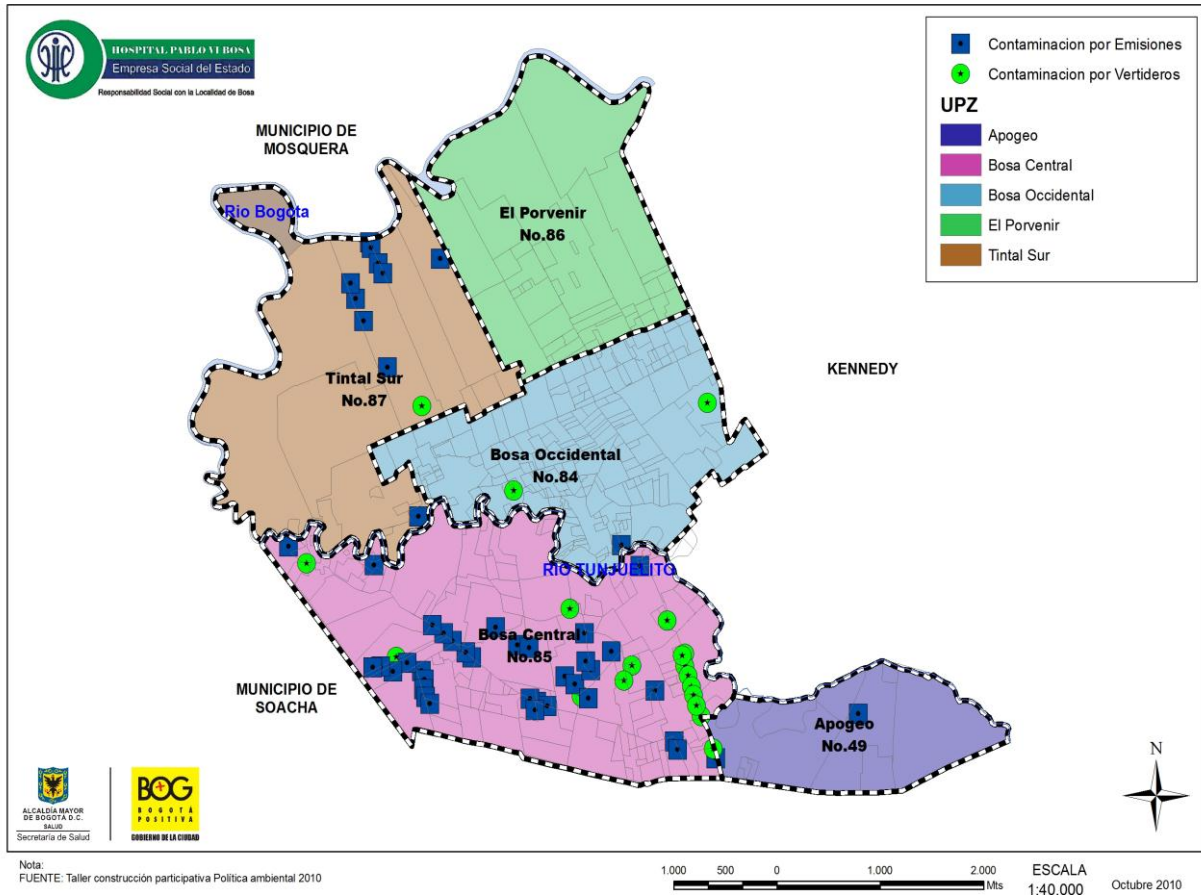 HOSPITAL PABLO VI BOSA
Empresa Social del Estado
Responsabilidad Social con la Localidad de Bosa
Contaminacion por Emisiones
Contaminacion por Vertideros
UPZ
Apogeo
Bosa Central
Bosa Occidental
El Porvenir
Tintal Sur
MUNICIPIO DE
MOSQUERA
Rio Bogota
El Porvenir
No.86
KENNEDY
Tintal Sur
No.87
Bosa Occidental
No.84
RIO TUNJUELITO
Bosa Central
No.85
MUNICIPIO DE
SOACHA
Apogeo
No.49
N
ALCALDÍA MAYOR
DE BOGOTÁ D.C.
SALUD
Secretaría de Salud
BOG
BOGOTÁ
POSITIVA
GOBIERNO DE LA CIUDAD
Nota:
FUENTE: Taller construcción participativa Política ambiental 2010
1.000 500 0 1.000 2.000
Mts
ESCALA
1:40.000
Octubre 2010